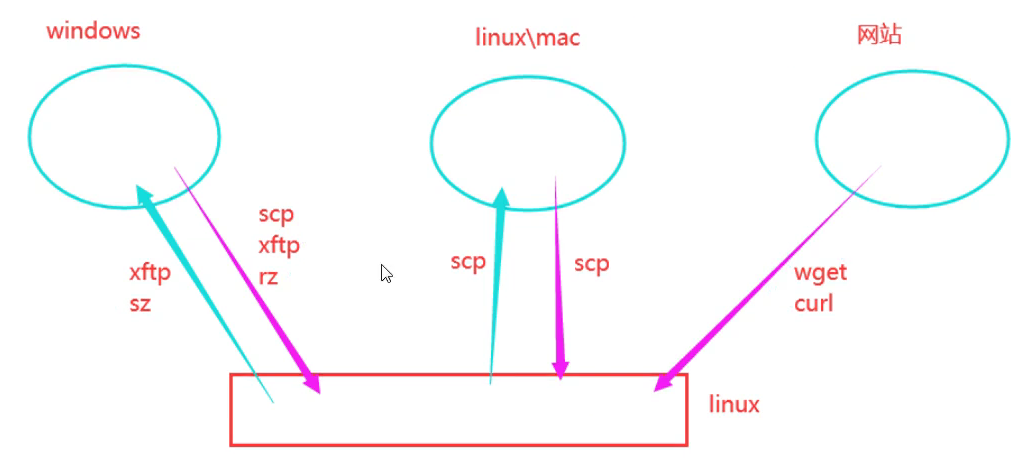 windows
linux\mac
网站
scp
xftp
rz
xftp
sz
scp
scp
wget
curl
linux